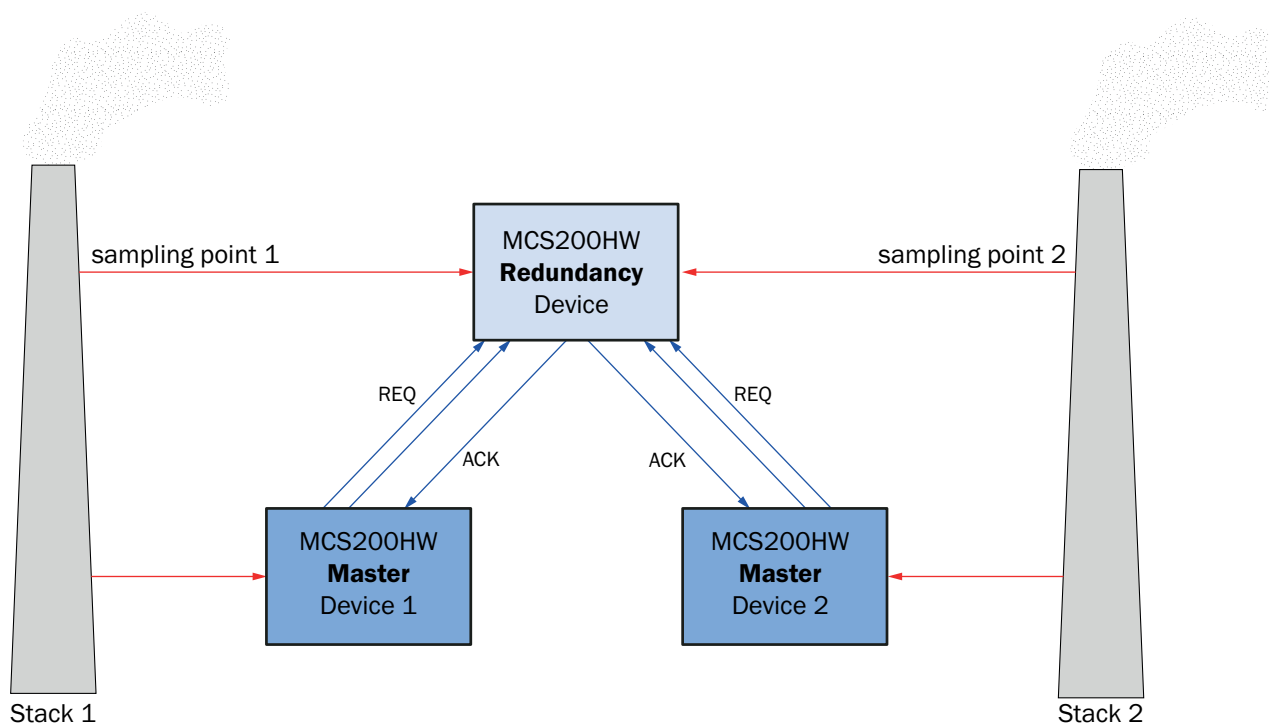 MCS200HW
Redundancy
Device
sampling point 1
sampling point 2
REQ
REQ
ACK
ACK
MCS200HW
Master
Device 1
MCS200HW
Master
Device 2
Stack 1
Stack 2